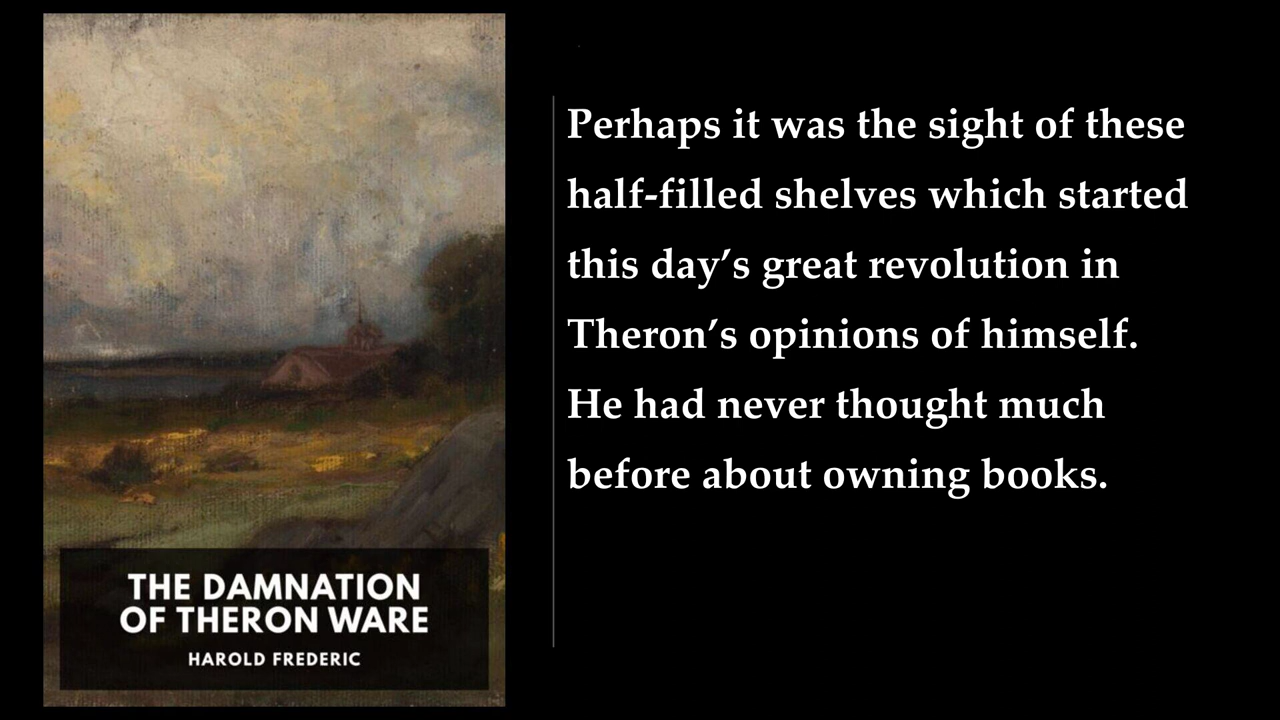 THE DAMNATION
OF THERON WARE
HAROLD FREDERIC
Perhaps it was the sight of these
half-filled shelves which started
this day’s great revolution in
Theron’s opinions of himself.
He had never thought much
before about owning books.